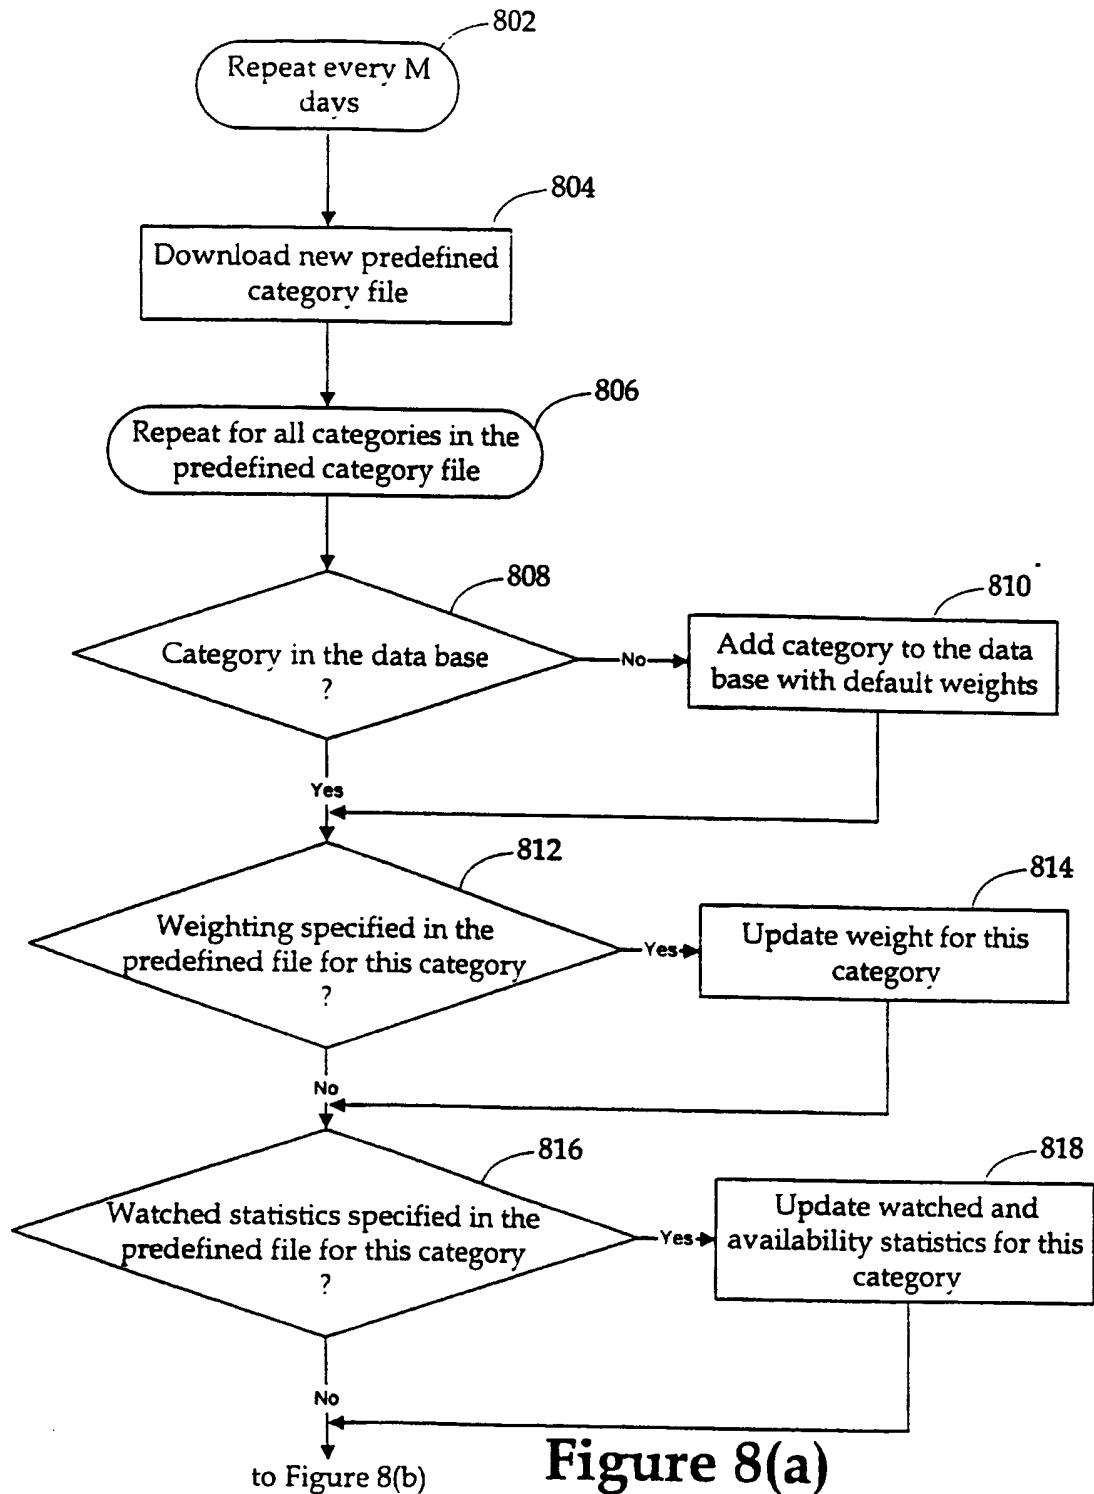 802
Repeat every M
days
804
Download new predefined
category file
806
Repeat for all categories in the
predefined category file
808
Category in the data base
?
No
810
Add category to the data
base with default weights
Yes
812
Weighting specified in the
predefined file for this category
?
Yes
814
Update weight for this
category
No
816
Watched statistics specified in the
predefined file for this category
?
Yes
818
Update watched and
availability statistics for this
category
No
to Figure 8(b)
Figure 8(a)